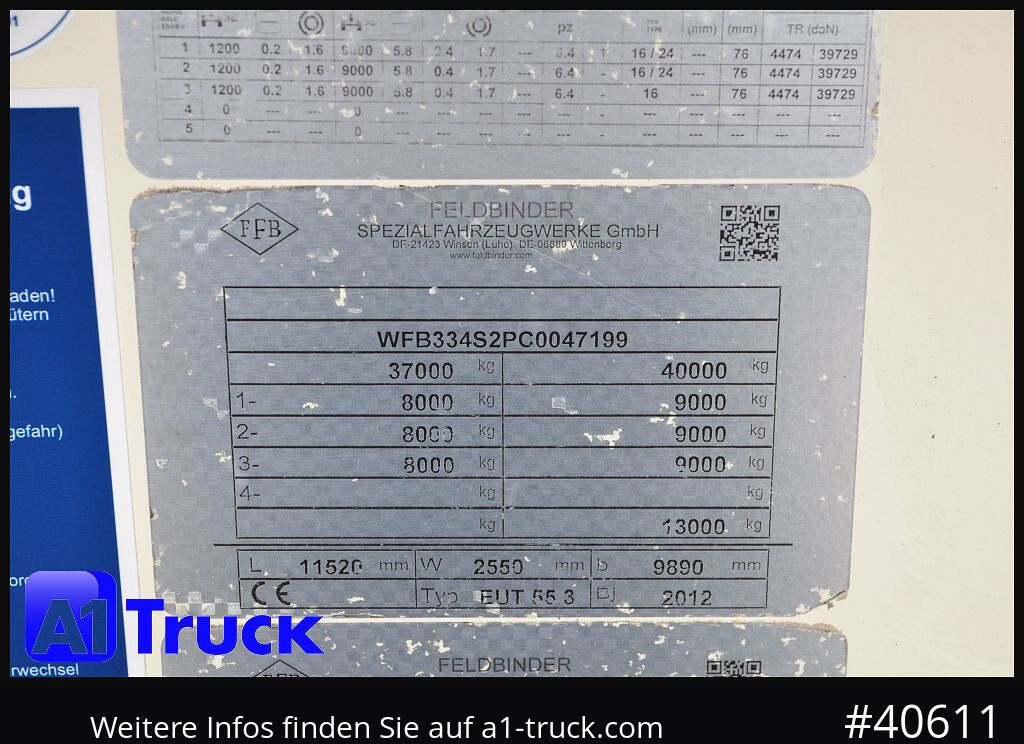 1
AXLE
ESSIEU
pz TYP TYPE (mm) (mm) TR (daN)
1 1200 0.2 1.6 9000 5.8 0.4 1.7 --- 6.4 - 16 / 24 --- 76 4474 39729
2 1200 0.2 1.6 9000 5.8 0.4 1.7 --- 6.4 - 16 / 24 --- 76 4474 39729
3 1200 0.2 1.6 9000 5.8 0.4 1.7 --- 6.4 - 16 --- 76 4474 39729
4 0 --- --- 0 --- --- --- --- --- - --- --- --- --- ---
5 0 --- --- 0 --- --- --- --- --- - --- --- --- --- ---
g
aden!
ütern
n.
gefahr)
erwechsel
FFB
FELDBINDER
SPEZIALFAHRZEUGWERKE GmbH
DE-21423 Winsen (Luhe) DE-06889 Wittenberg
www.feldbinder.com
WFB334S2PC0047199
37000 kg 40000 kg
1- 8000 kg 9000 kg
2- 8000 kg 9000 kg
3- 8000 kg 9000 kg
4- kg kg
kg 13000 kg
L 11520 mm W 2550 mm b 9890 mm
CE Typ EUT 55.3 Bj 2012
FFB
FELDBINDER
A1 Truck
Weitere Infos finden Sie auf a1-truck.com
#40611